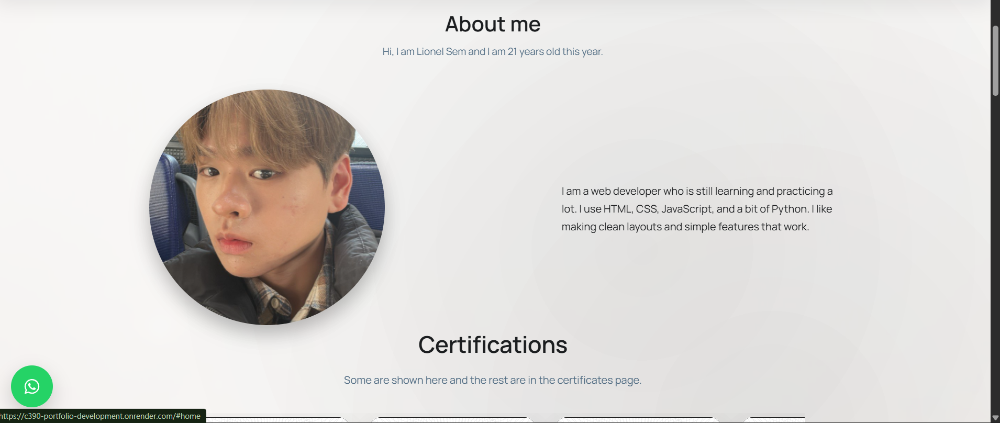 About me
Hi, I am Lionel Sem and I am 21 years old this year.
I am a web developer who is still learning and practicing a
lot. I use HTML, CSS, JavaScript, and a bit of Python. I like
making clean layouts and simple features that work.
Certifications
Some are shown here and the rest are in the certificates page.
https://c390-portfolio-development.onrender.com/#home